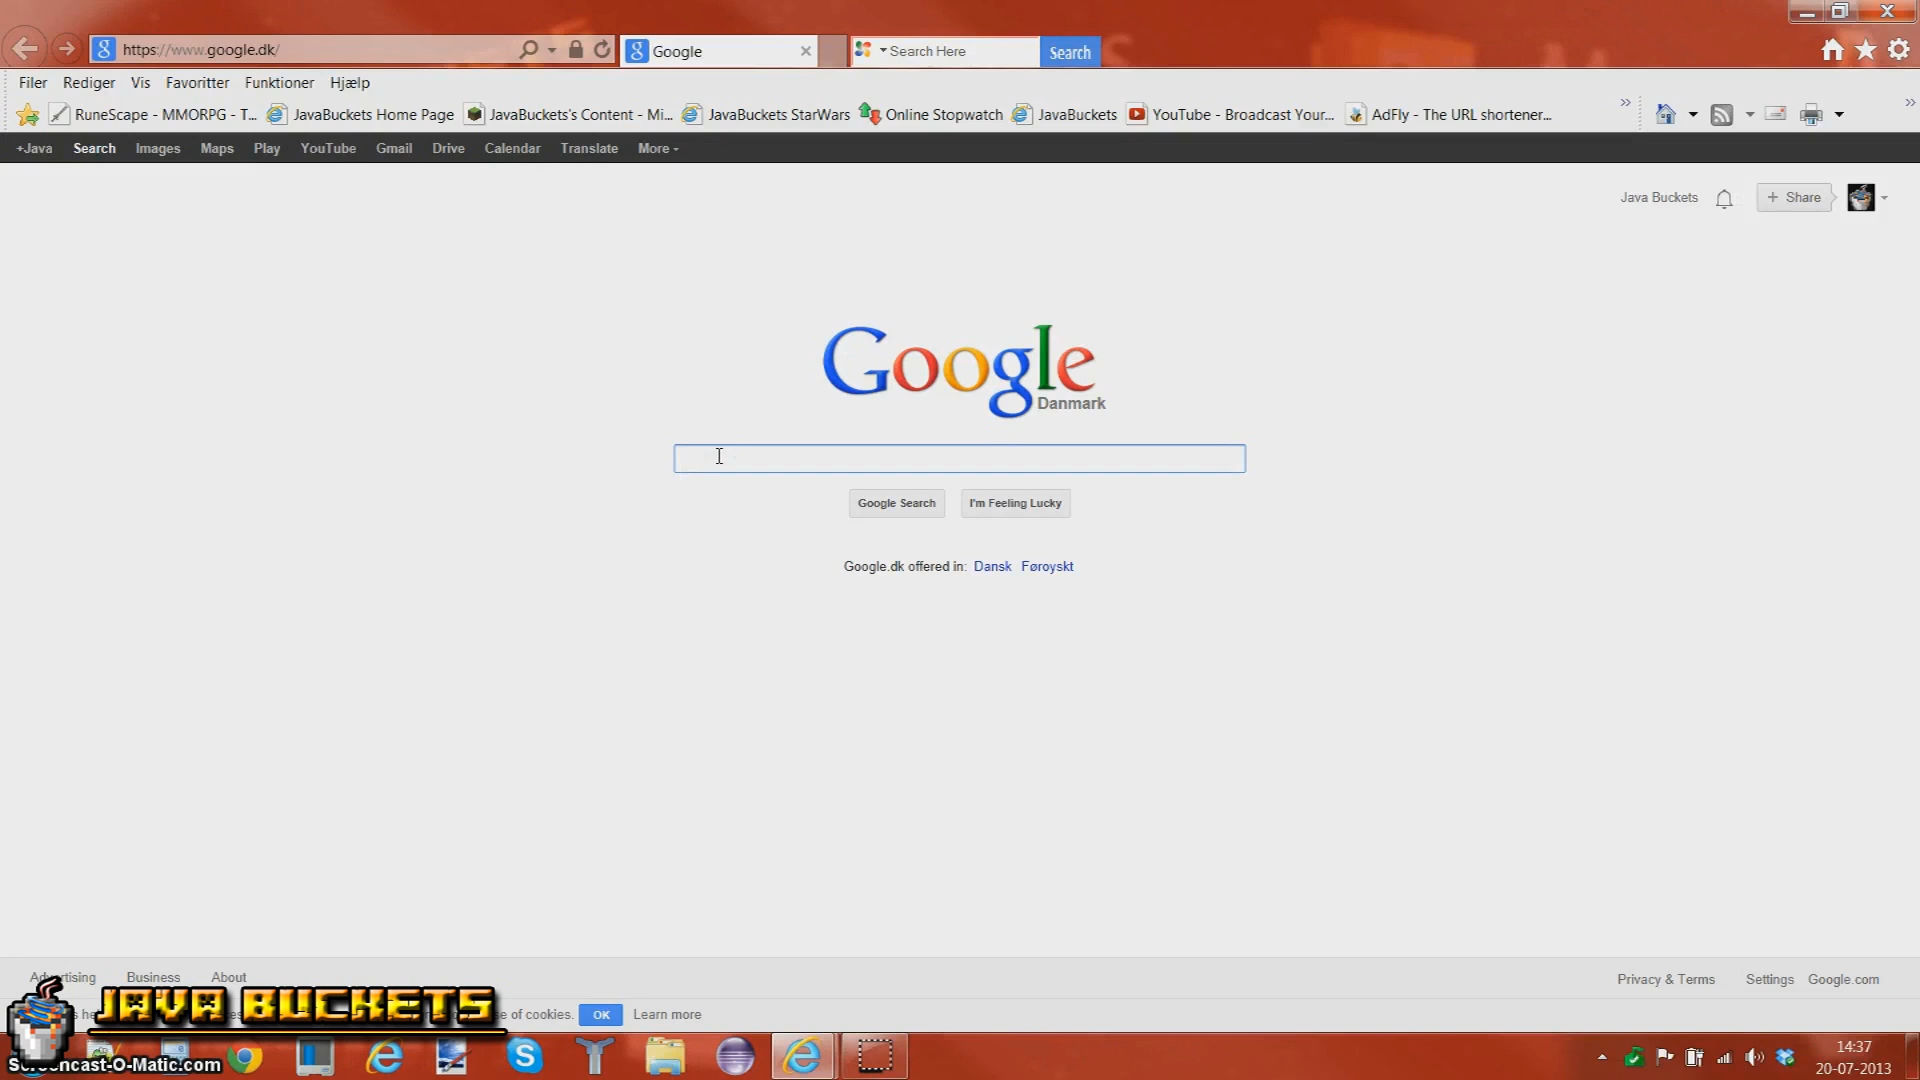 https://www.google.dk/
Google
Search Here
Search
Filer Rediger Vis Favoritter Funktioner Hjælp
RuneScape - MMORPG - T... JavaBuckets Home Page JavaBuckets's Content - Mi... JavaBuckets StarWars Online Stopwatch JavaBuckets YouTube - Broadcast Your... AdFly - The URL shortener...
+Java Search Images Maps Play YouTube Gmail Drive Calendar Translate More
Java Buckets + Share
Google
Danmark
Google Search I'm Feeling Lucky
Google.dk offered in: Dansk Føroyskt
Advertising Business About
Privacy & Terms Settings Google.com
JAVA BUCKETS
se of cookies. OK Learn more
Screencast-O-Matic.com
14:37
20-07-2013